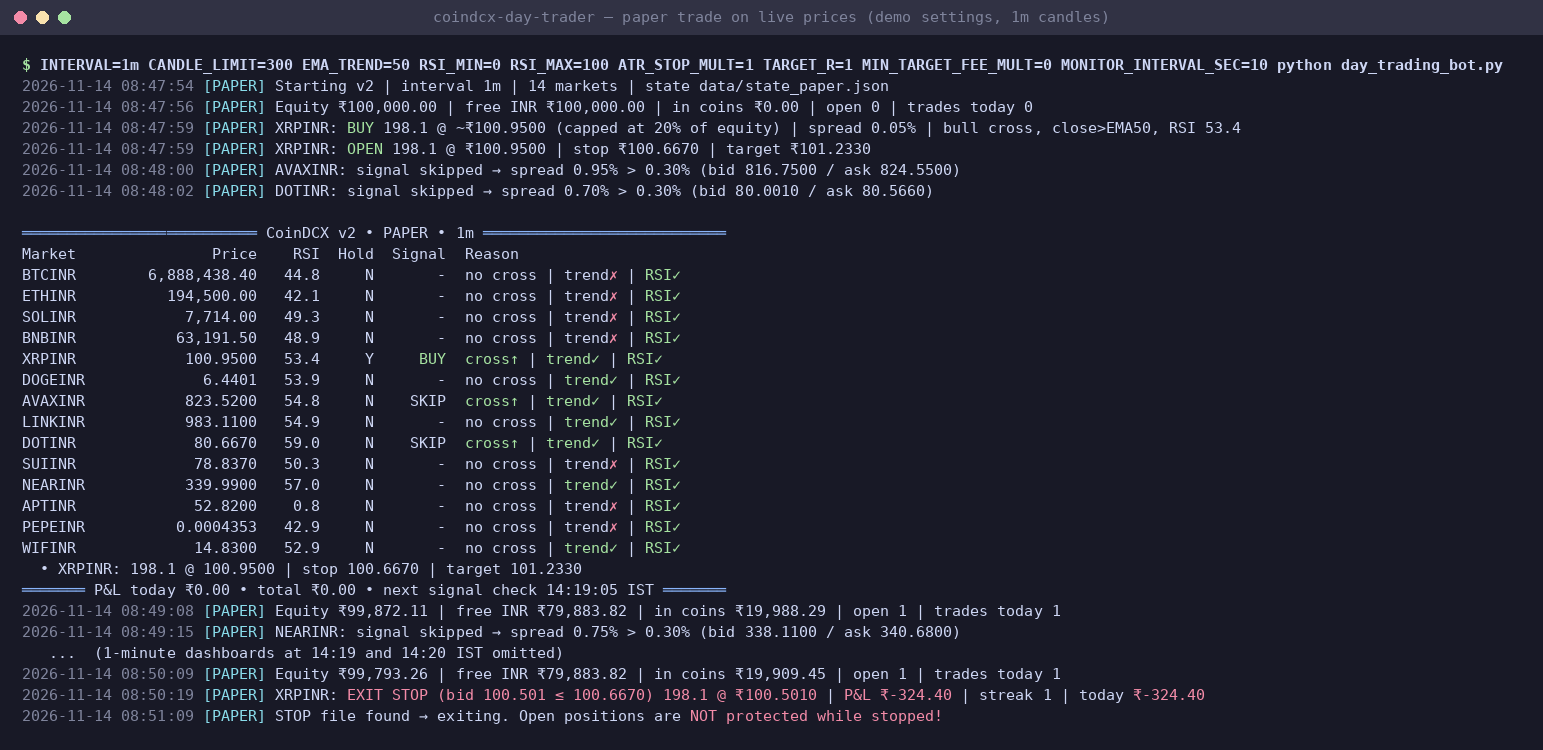 coindcx-day-trader — paper trade on live prices (demo settings, 1m candles)
$ INTERVAL=1m CANDLE_LIMIT=300 EMA_TREND=50 RSI_MIN=0 RSI_MAX=100 ATR_STOP_MULT=1 TARGET_R=1 MIN_TARGET_FEE_MULT=0 MONITOR_INTERVAL_SEC=10 python day_trading_bot.py
2026-11-14 08:47:54 [PAPER] Starting v2 | interval 1m | 14 markets | state data/state_paper.json
2026-11-14 08:47:56 [PAPER] Equity ₹100,000.00 | free INR ₹100,000.00 | in coins ₹0.00 | open 0 | trades today 0
2026-11-14 08:47:59 [PAPER] XRPINR: BUY 198.1 @ ~₹100.9500 (capped at 20% of equity) | spread 0.05% | bull cross, close>EMA50, RSI 53.4
2026-11-14 08:47:59 [PAPER] XRPINR: OPEN 198.1 @ ₹100.9500 | stop ₹100.6670 | target ₹101.2330
2026-11-14 08:48:00 [PAPER] AVAXINR: signal skipped → spread 0.95% > 0.30% (bid 816.7500 / ask 824.5500)
2026-11-14 08:48:02 [PAPER] DOTINR: signal skipped → spread 0.70% > 0.30% (bid 80.0010 / ask 80.5660)
══════════════════════════ CoinDCX v2 • PAPER • 1m ═══════════════════════════
Market Price RSI Hold Signal Reason
BTCINR 6,888,438.40 44.8 N - no cross | trend✗ | RSI✓
ETHINR 194,500.00 42.1 N - no cross | trend✗ | RSI✓
SOLINR 7,714.00 49.3 N - no cross | trend✗ | RSI✓
BNBINR 63,191.50 48.9 N - no cross | trend✗ | RSI✓
XRPINR 100.9500 53.4 Y BUY cross↑ | trend✓ | RSI✓
DOGEINR 6.4401 53.9 N - no cross | trend✓ | RSI✓
AVAXINR 823.5200 54.8 N SKIP cross↑ | trend✓ | RSI✓
LINKINR 983.1100 54.9 N - no cross | trend✓ | RSI✓
DOTINR 80.6670 59.0 N SKIP cross↑ | trend✓ | RSI✓
SUIINR 78.8370 50.3 N - no cross | trend✗ | RSI✓
NEARINR 339.9900 57.0 N - no cross | trend✓ | RSI✓
APTINR 52.8200 0.8 N - no cross | trend✗ | RSI✓
PEPEINR 0.0004353 42.9 N - no cross | trend✗ | RSI✓
WIFINR 14.8300 52.9 N - no cross | trend✓ | RSI✓
• XRPINR: 198.1 @ 100.9500 | stop 100.6670 | target 101.2330
═══════ P&L today ₹0.00 • total ₹0.00 • next signal check 14:19:05 IST ═══════
2026-11-14 08:49:08 [PAPER] Equity ₹99,872.11 | free INR ₹79,883.82 | in coins ₹19,988.29 | open 1 | trades today 1
2026-11-14 08:49:15 [PAPER] NEARINR: signal skipped → spread 0.75% > 0.30% (bid 338.1100 / ask 340.6800)
... (1-minute dashboards at 14:19 and 14:20 IST omitted)
2026-11-14 08:50:09 [PAPER] Equity ₹99,793.26 | free INR ₹79,883.82 | in coins ₹19,909.45 | open 1 | trades today 1
2026-11-14 08:50:19 [PAPER] XRPINR: EXIT STOP (bid 100.501 ≤ 100.6670) 198.1 @ ₹100.5010 | P&L ₹-324.40 | streak 1 | today ₹-324.40
2026-11-14 08:51:09 [PAPER] STOP file found → exiting. Open positions are NOT protected while stopped!